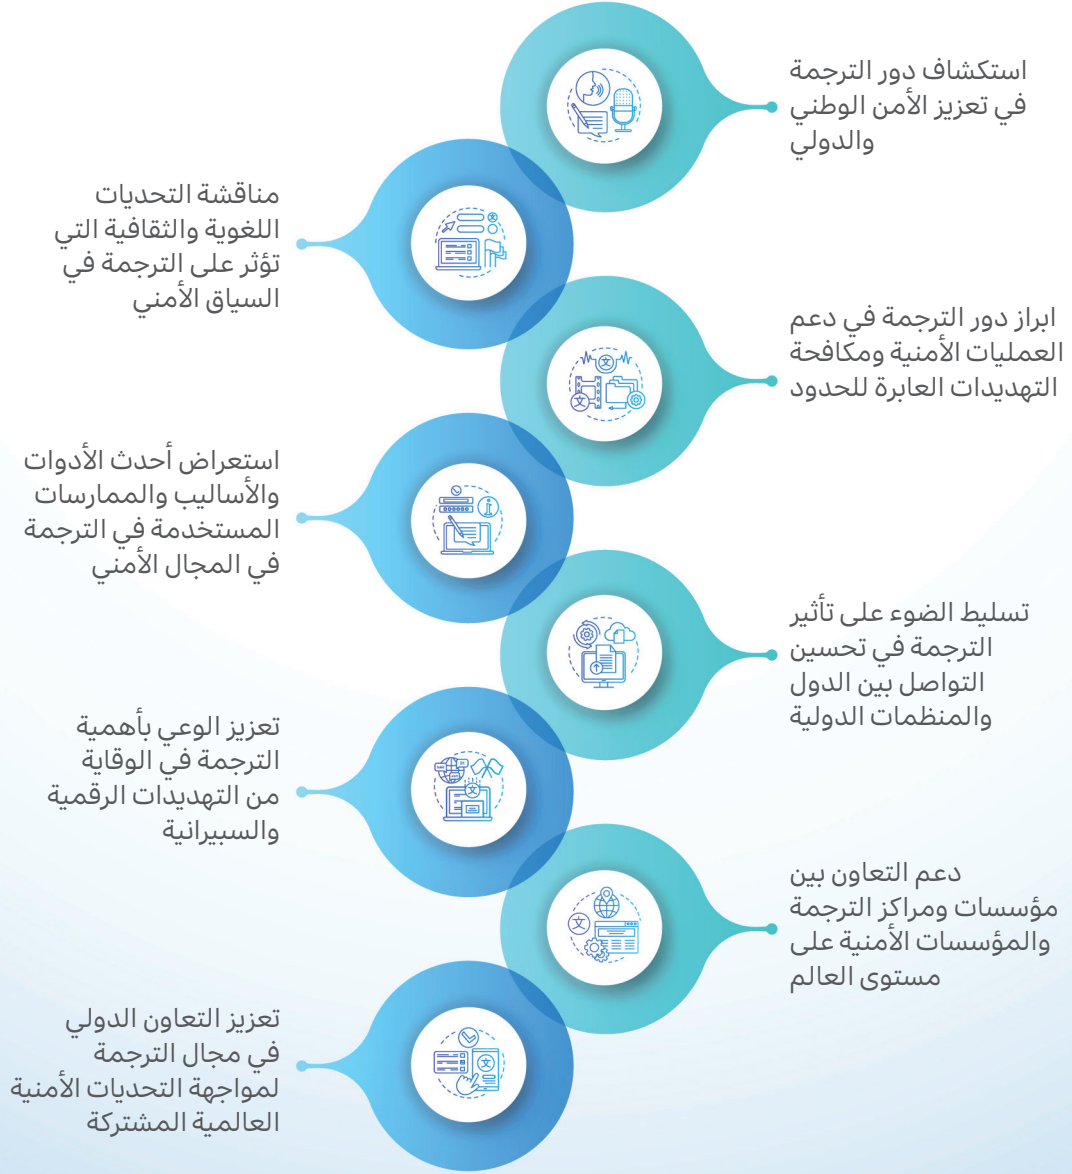 استكشاف دور الترجمة
في تعزيز الأمن الوطني
والدولي
مناقشة التحديات
اللغوية والثقافية التي
تؤثر على الترجمة في
السياق الأمني
ابراز دور الترجمة في دعم
العمليات الأمنية ومكافحة
التهديدات العابرة للحدود
استعراض أحدث الأدوات
والأساليب والممارسات
المستخدمة في الترجمة
في المجال الأمني
تسليط الضوء على تأثير
الترجمة في تحسين
التواصل بين الدول
والمنظمات الدولية
تعزيز الوعي بأهمية
الترجمة في الوقاية
من التهديدات الرقمية
والسيبرانية
دعم التعاون بين
مؤسسات ومراكز الترجمة
والمؤسسات الأمنية على
مستوى العالم
تعزيز التعاون الدولي
في مجال الترجمة
لمواجهة التحديات الأمنية
العالمية المشتركة